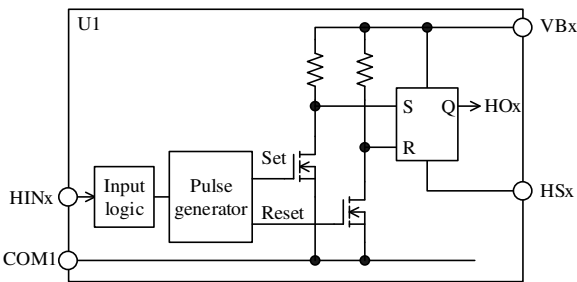 U1
VBx
S
Q
HOx
R
Set
Input
logic
Pulse
generator
HINx
HSx
Reset
COM1